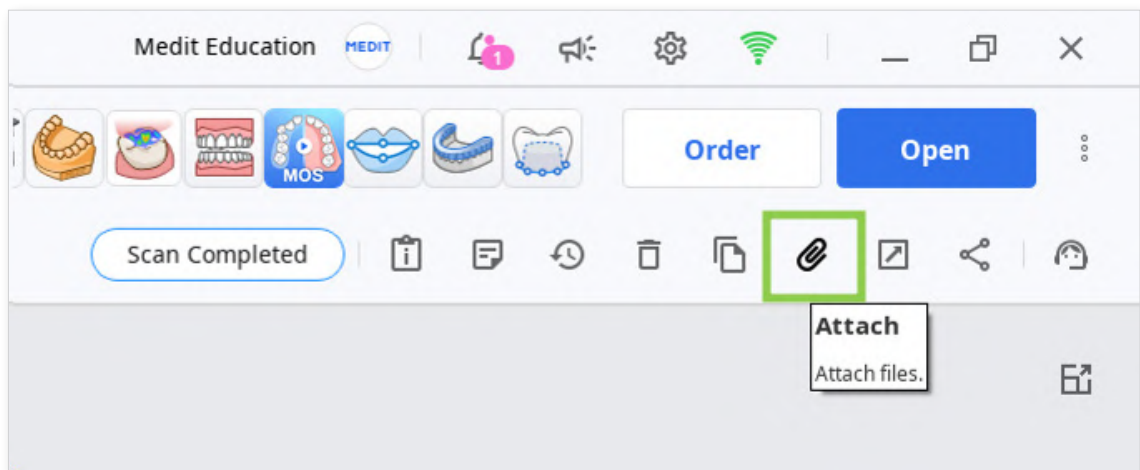 Medit Education MEDIT 1
MOS
Order Open
Scan Completed
Attach
Attach files.